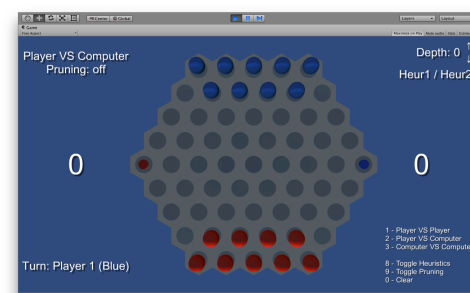 Center
Global
Layers
Layout
Game
Free Aspect
Maximize on Play
Mute audio
Stats
Player VS Computer
Pruning: off
Depth: 0
Heur1 / Heur2
0
0
1 - Player VS Player
2 - Player VS Computer
3 - Computer VS Compute
8 - Toggle Heuristics
9 - Toggle Pruning
0 - Clear
Turn: Player 1 (Blue)